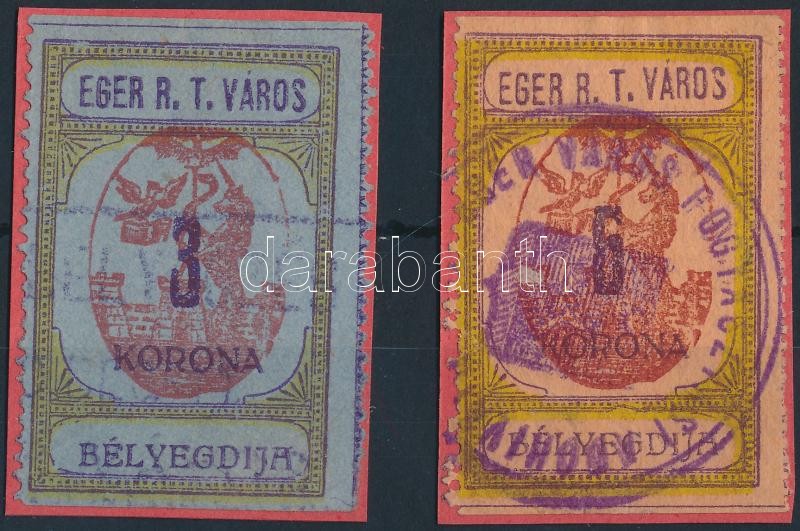 EGER R. T. VÁROS
3
KORONA
BÉLYEGDIJA
EGER R. T. VÁROS
6
KORONA
BÉLYEGDIJA
darabanth